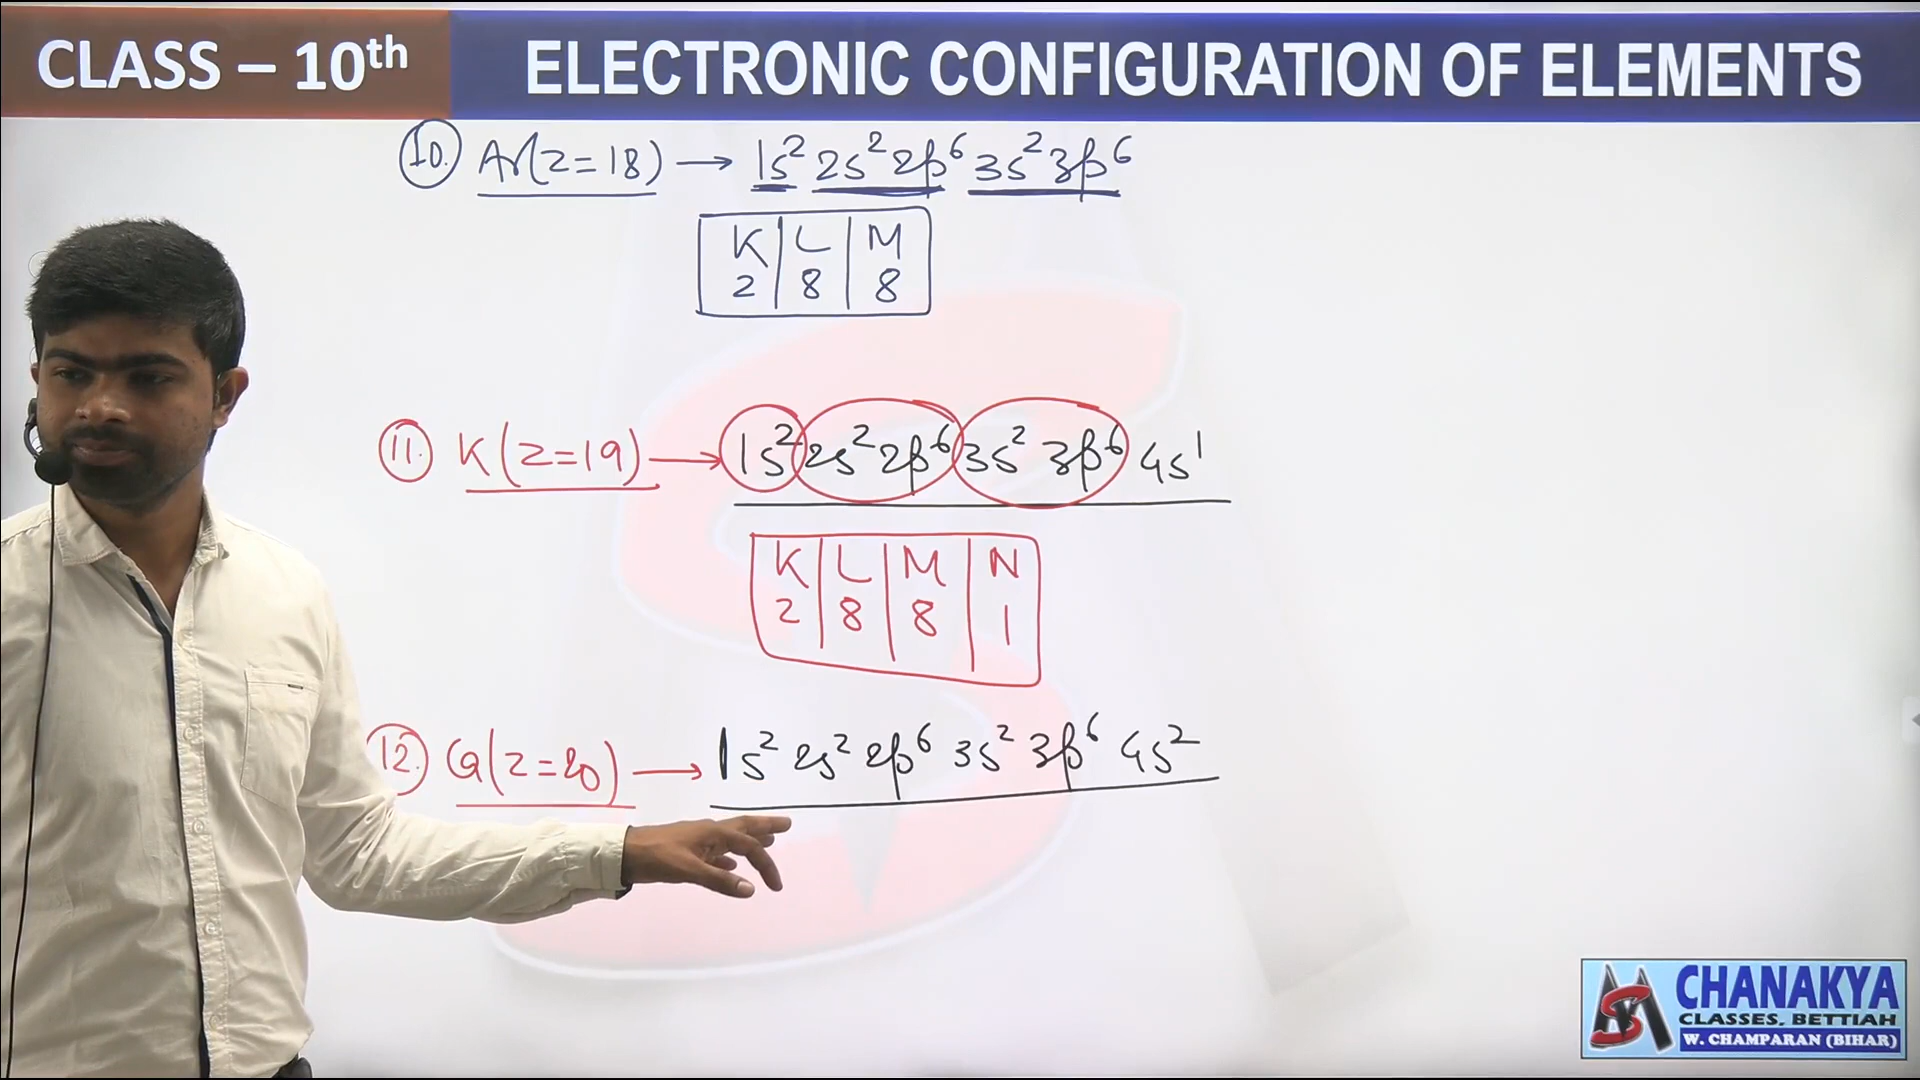 CLASS – 10th
ELECTRONIC CONFIGURATION OF ELEMENTS
10. Ar(Z=18) → 1s² 2s² 2p⁶ 3s² 3p⁶
K L M
2 8 8
11. K(Z=19) → 1s² 2s² 2p⁶ 3s² 3p⁶ 4s¹
K L M N
2 8 8 1
12. Ca(Z=20) → 1s² 2s² 2p⁶ 3s² 3p⁶ 4s²
CHANAKYA
CLASSES, BETTIAH
W. CHAMPARAN (BIHAR)